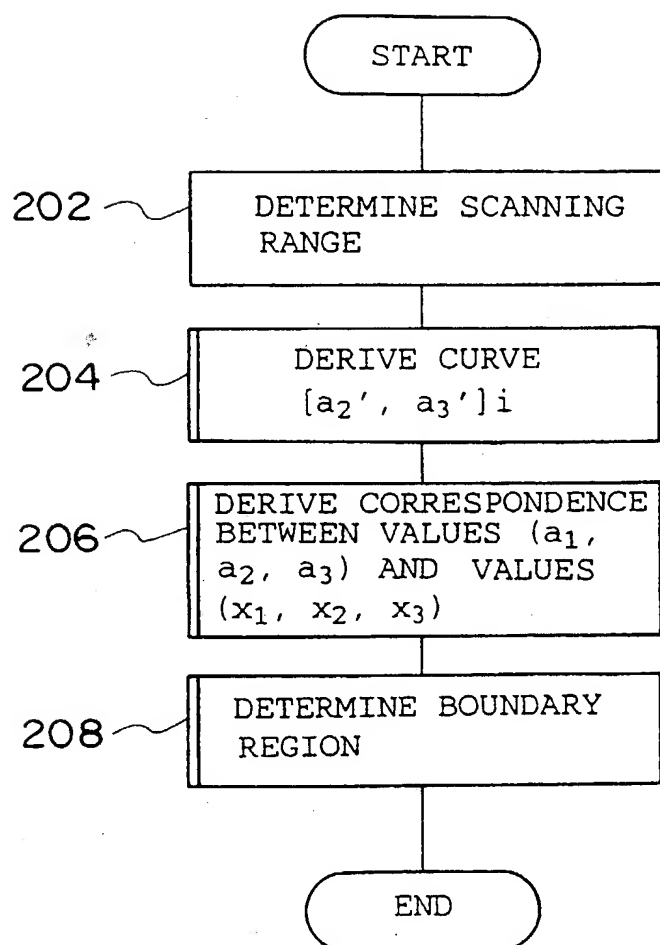 START
202
DETERMINE SCANNING
RANGE
204
DERIVE CURVE
[a₂', a₃']i
206
DERIVE CORRESPONDENCE
BETWEEN VALUES (a₁,
a₂, a₃) AND VALUES
(x₁, x₂, x₃)
208
DETERMINE BOUNDARY
REGION
END